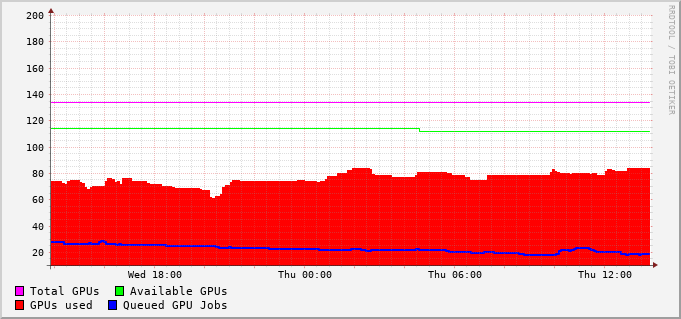 200
180
160
140
120
100
80
60
40
20
Wed 18:00 Thu 00:00 Thu 06:00 Thu 12:00
Total GPUs Available GPUs
GPUs used Queued GPU Jobs
RRDTOOL / TOBI OETIKER